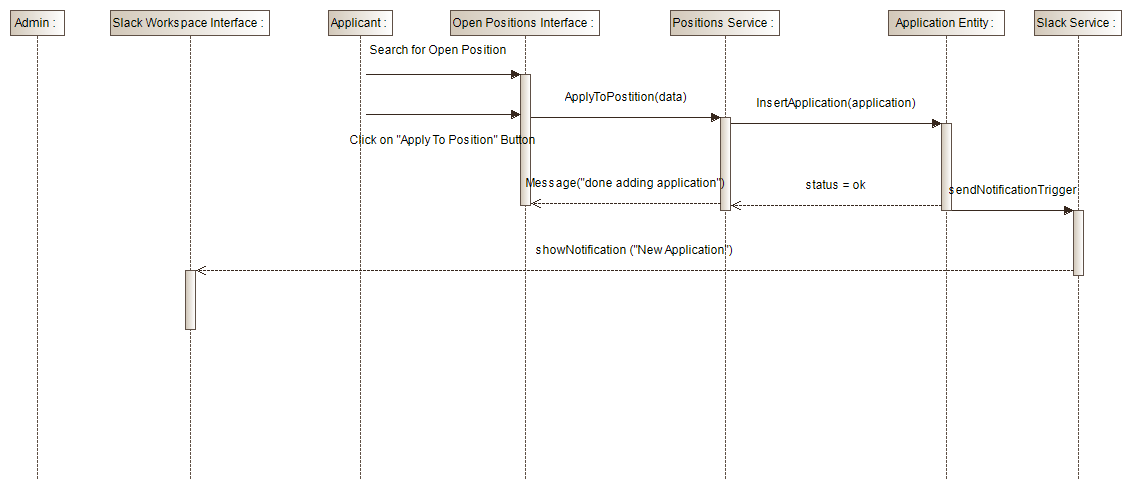 Admin :
Slack Workspace Interface :
Applicant :
Open Positions Interface :
Positions Service :
Application Entity :
Slack Service :
Search for Open Position
ApplyToPostition(data)
InsertApplication(application)
Click on "Apply To Position" Button
Message("done adding application")
status = ok
sendNotificationTrigger
showNotification ("New Application")